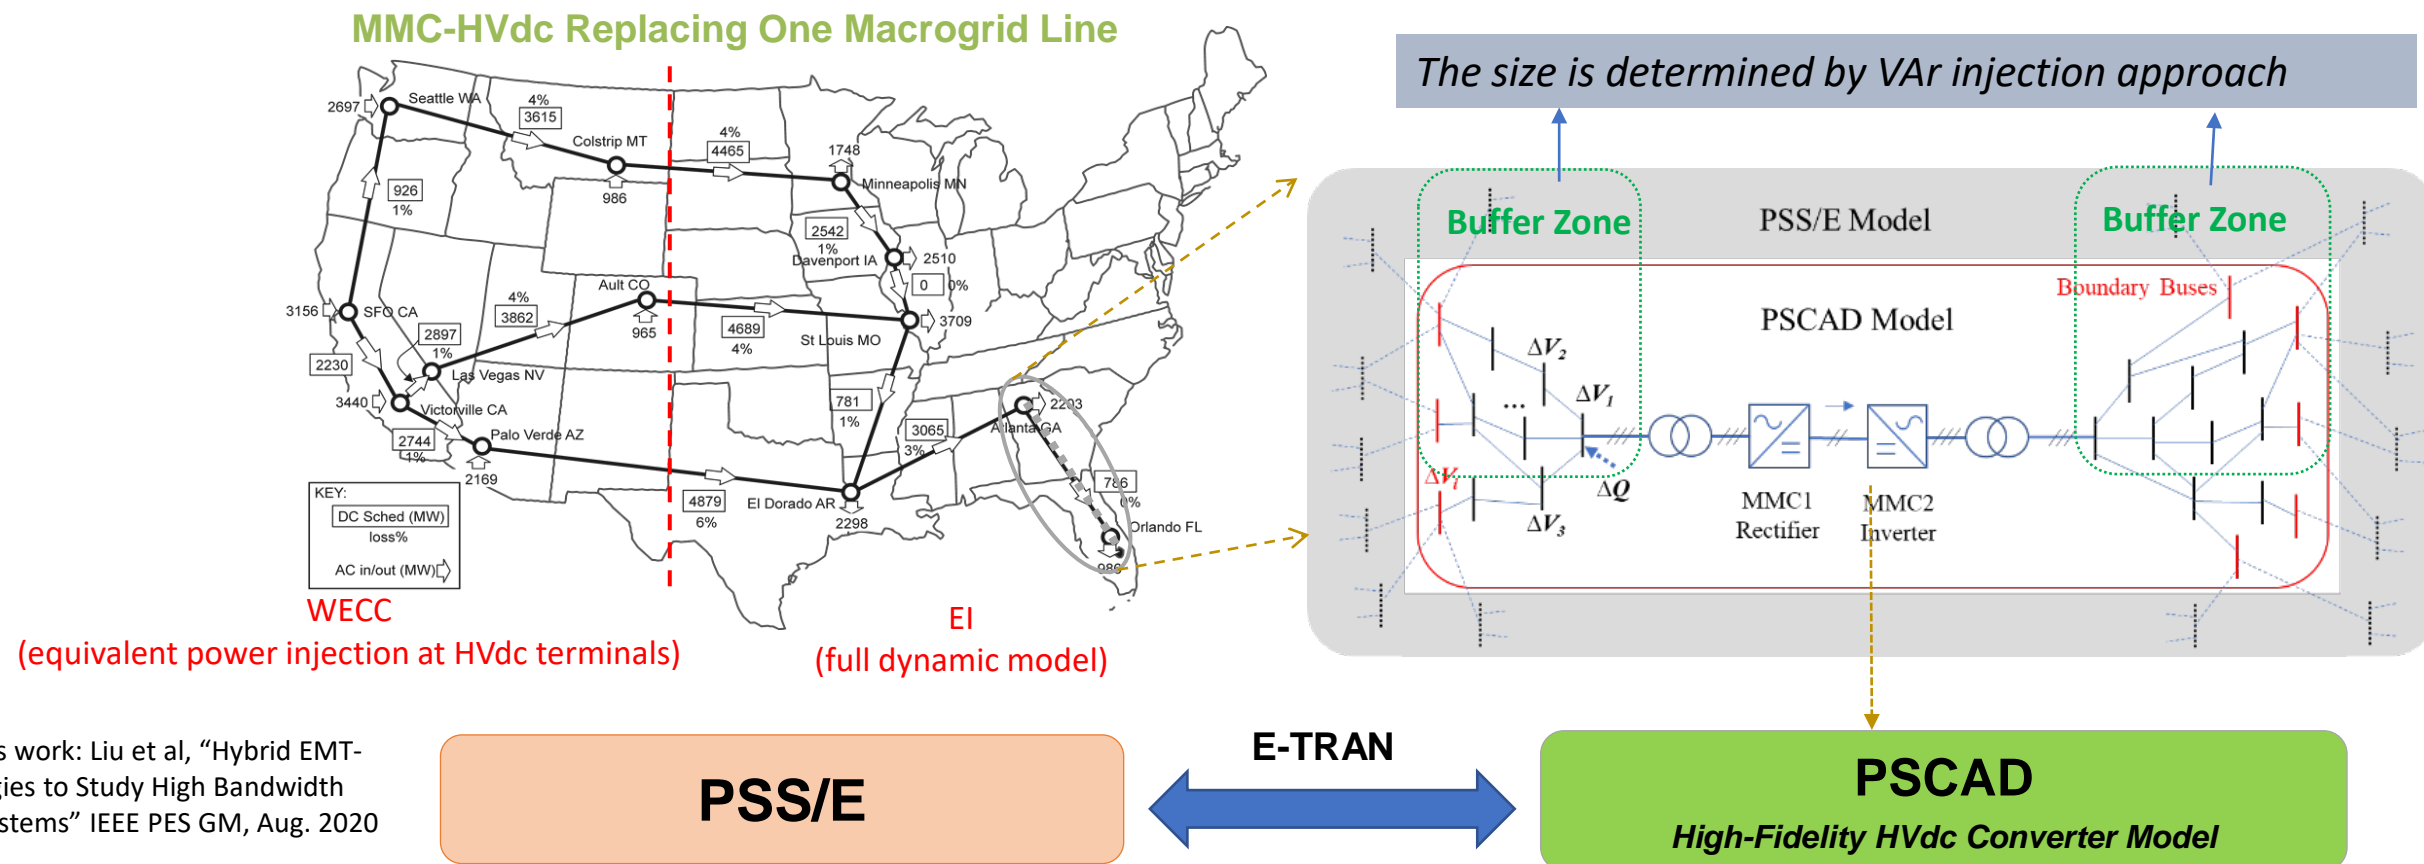 MMC-HVdc Replacing One Macrogrid Line
The size is determined by VAr injection approach
2697
Seattle WA
4%
3615
Colstrip MT
4%
4465
1748
Minneapolis MN
986
926
1%
2542
1%
Davenport IA
2510
0
0%
Ault CO
4%
3862
965
4689
4%
St Louis MO
3709
3156
SFO CA
2897
1%
Las Vegas NV
2230
3440
Victorville CA
2744
1%
Palo Verde AZ
2169
781
1%
3065
3%
2203
Atlanta GA
786
0%
Orlando FL
986
4879
6%
El Dorado AR
2298
KEY:
DC Sched (MW)
loss%
AC in/out (MW)
WECC
(equivalent power injection at HVdc terminals)
EI
(full dynamic model)
Buffer Zone
PSS/E Model
Buffer Zone
Boundary Buses
PSCAD Model
ΔV2
ΔV1
...
ΔVi
ΔQ
ΔV3
MMC1
Rectifier
MMC2
Inverter
s work: Liu et al, “Hybrid EMT-
gies to Study High Bandwidth
stems” IEEE PES GM, Aug. 2020
PSS/E
E-TRAN
PSCAD
High-Fidelity HVdc Converter Model